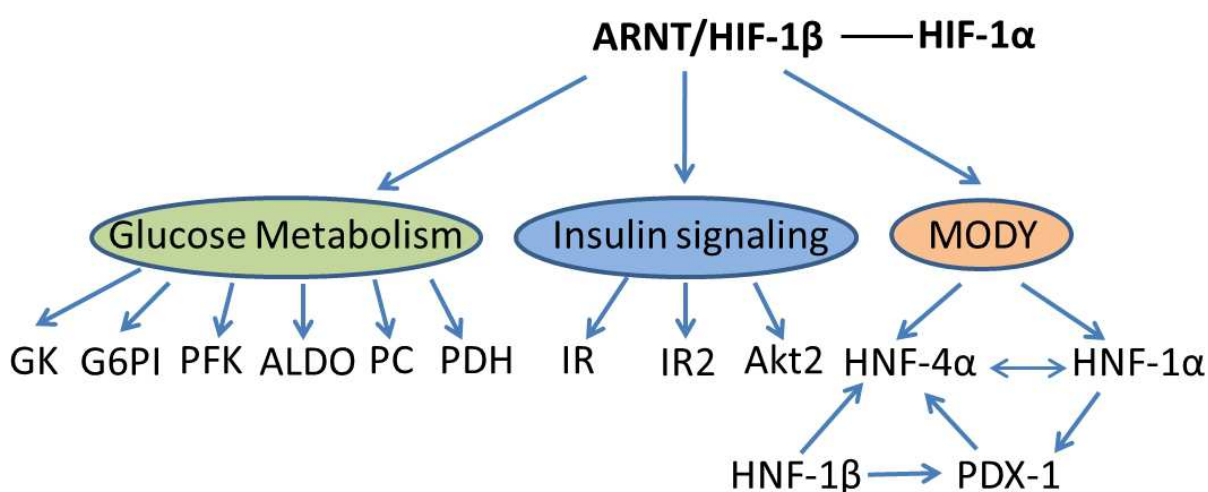 ARNT/HIF-1β HIF-1α
Glucose Metabolism Insulin signaling MODY
GK G6PI PFK ALDO PC PDH IR IR2 Akt2 HNF-4α HNF-1α
HNF-1β PDX-1